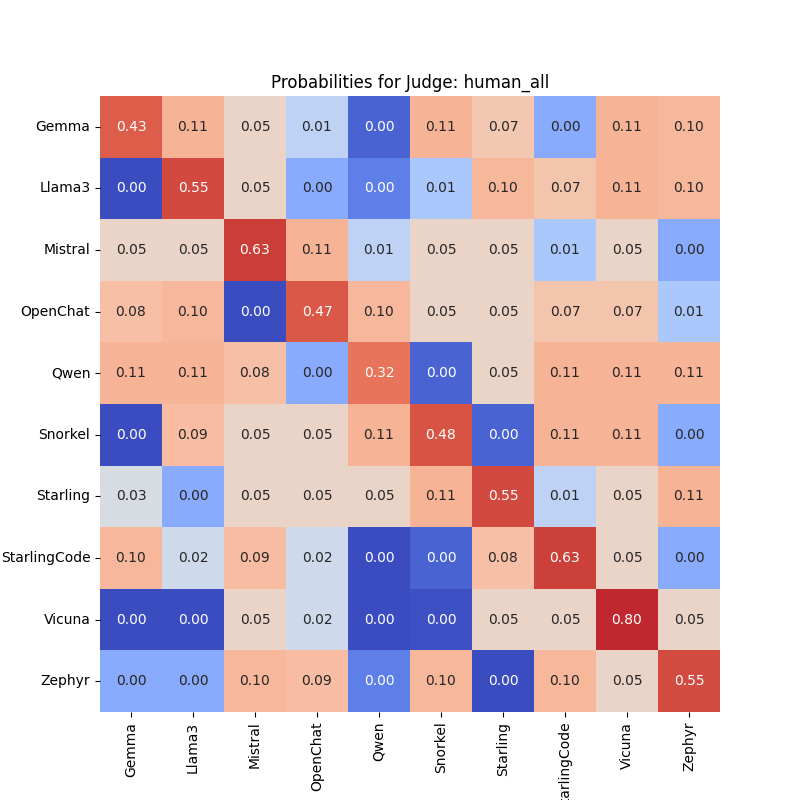 Probabilities for Judge: human_all
Gemma 0.43 0.11 0.05 0.01 0.00 0.11 0.07 0.00 0.11 0.10
Llama3 0.00 0.55 0.05 0.00 0.00 0.01 0.10 0.07 0.11 0.10
Mistral 0.05 0.05 0.63 0.11 0.01 0.05 0.05 0.01 0.05 0.00
OpenChat 0.08 0.10 0.00 0.47 0.10 0.05 0.05 0.07 0.07 0.01
Qwen 0.11 0.11 0.08 0.00 0.32 0.00 0.05 0.11 0.11 0.11
Snorkel 0.00 0.09 0.05 0.05 0.11 0.48 0.00 0.11 0.11 0.00
Starling 0.03 0.00 0.05 0.05 0.05 0.11 0.55 0.01 0.05 0.11
StarlingCode 0.10 0.02 0.09 0.02 0.00 0.00 0.08 0.63 0.05 0.00
Vicuna 0.00 0.00 0.05 0.02 0.00 0.00 0.05 0.05 0.80 0.05
Zephyr 0.00 0.00 0.10 0.09 0.00 0.10 0.00 0.10 0.05 0.55
Gemma Llama3 Mistral OpenChat Qwen Snorkel Starling arlingCode Vicuna Zephyr